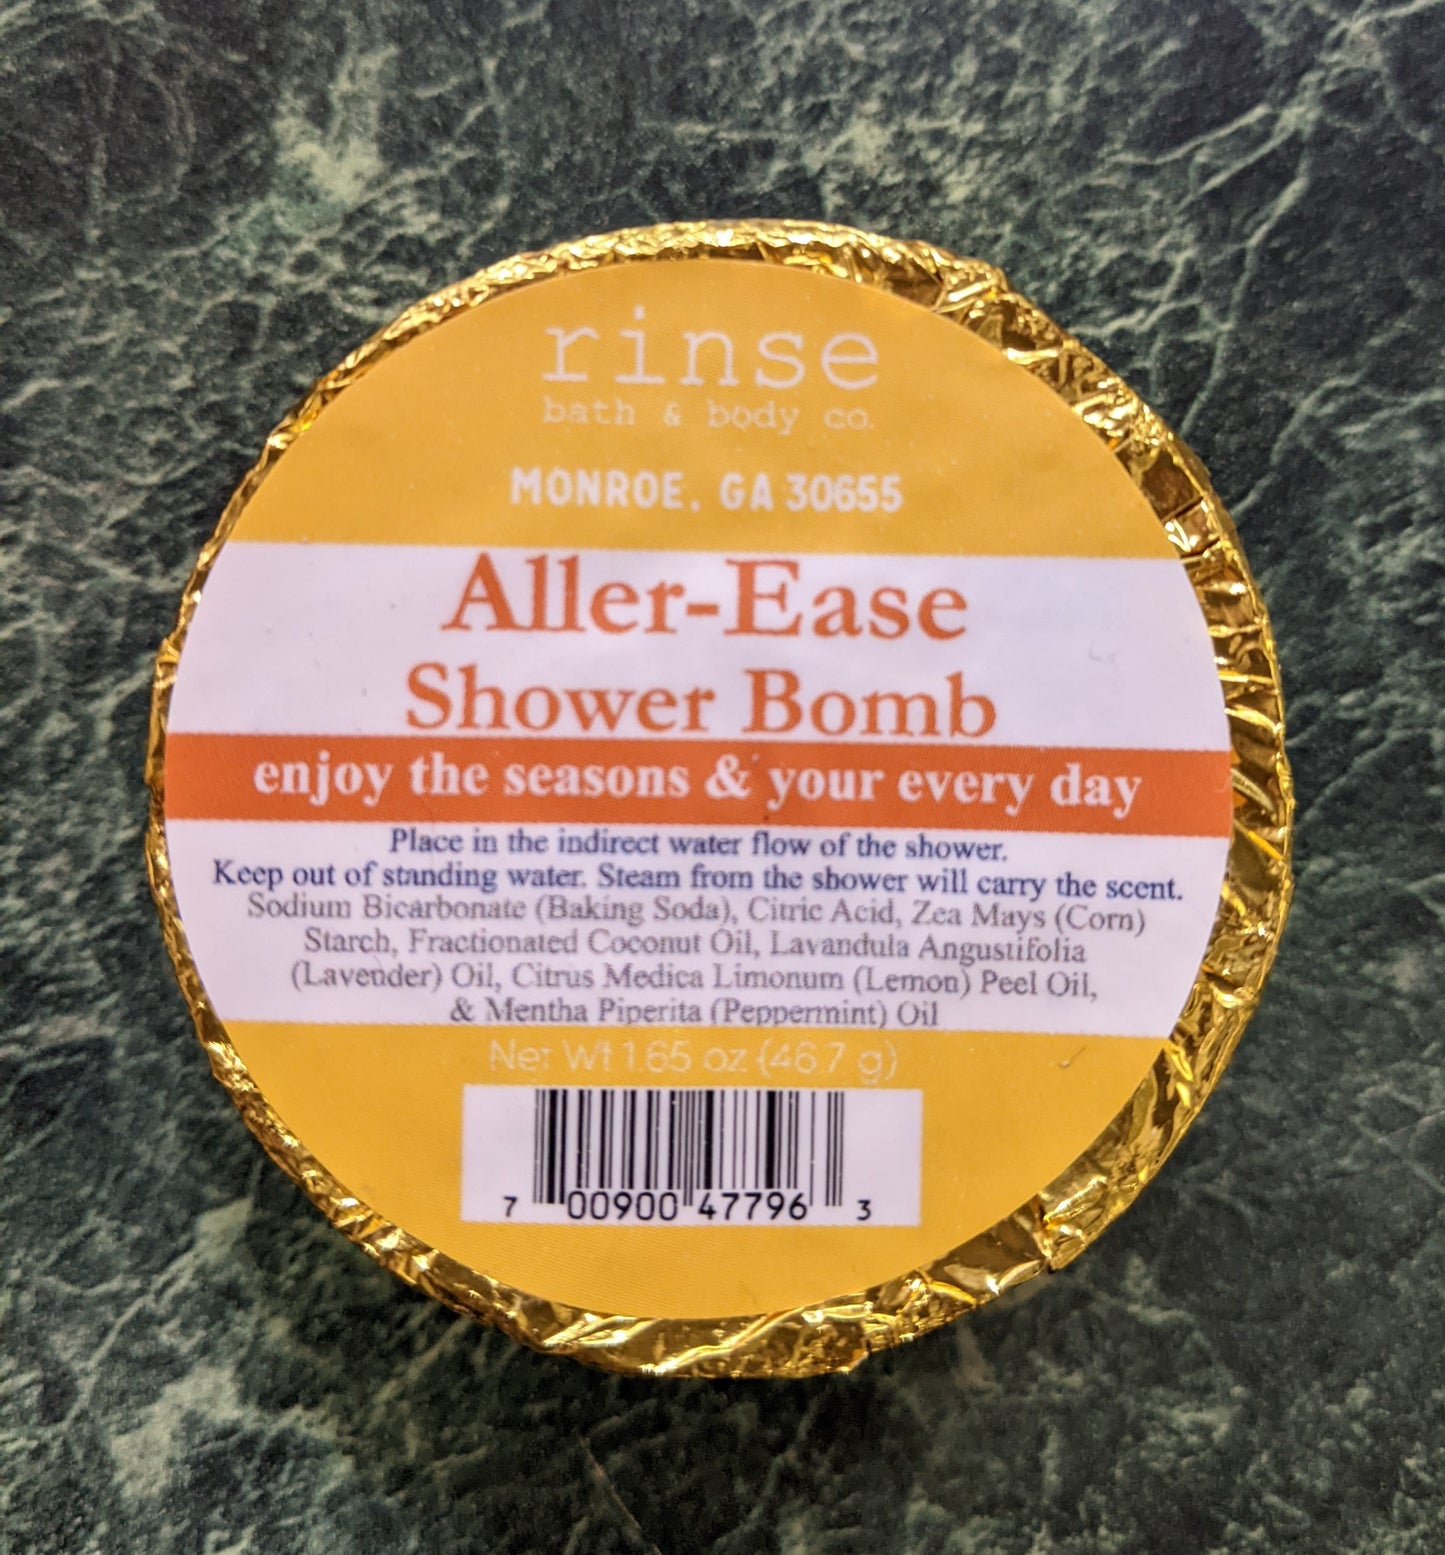 rinse
bath & body co.
MONROE, GA 30655
Aller-Ease
Shower Bomb
enjoy the seasons & your every day
Place in the indirect water flow of the shower.
Keep out of standing water. Steam from the shower will carry the scent.
Sodium Bicarbonate (Baking Soda), Citric Acid, Zea Mays (Corn)
Starch, Fractionated Coconut Oil, Lavandula Angustifolia
(Lavender) Oil, Citrus Medica Limonum (Lemon) Peel Oil,
& Mentha Piperita (Peppermint) Oil
Net Wt 1.65 oz (46.7 g)
7 00900 47796 3